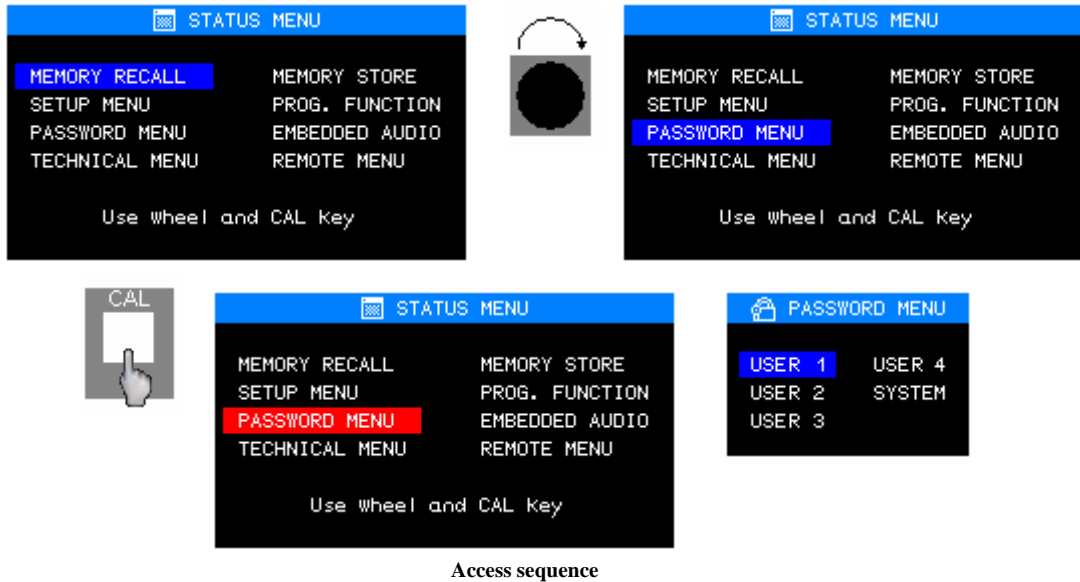 STATUS MENU
MEMORY RECALL MEMORY STORE
SETUP MENU PROG. FUNCTION
PASSWORD MENU EMBEDDED AUDIO
TECHNICAL MENU REMOTE MENU
Use Wheel and CAL Key
STATUS MENU
MEMORY RECALL MEMORY STORE
SETUP MENU PROG. FUNCTION
PASSWORD MENU EMBEDDED AUDIO
TECHNICAL MENU REMOTE MENU
Use Wheel and CAL Key
CAL
STATUS MENU
MEMORY RECALL MEMORY STORE
SETUP MENU PROG. FUNCTION
PASSWORD MENU EMBEDDED AUDIO
TECHNICAL MENU REMOTE MENU
Use Wheel and CAL Key
PASSWORD MENU
USER 1 USER 4
USER 2 SYSTEM
USER 3
Access sequence